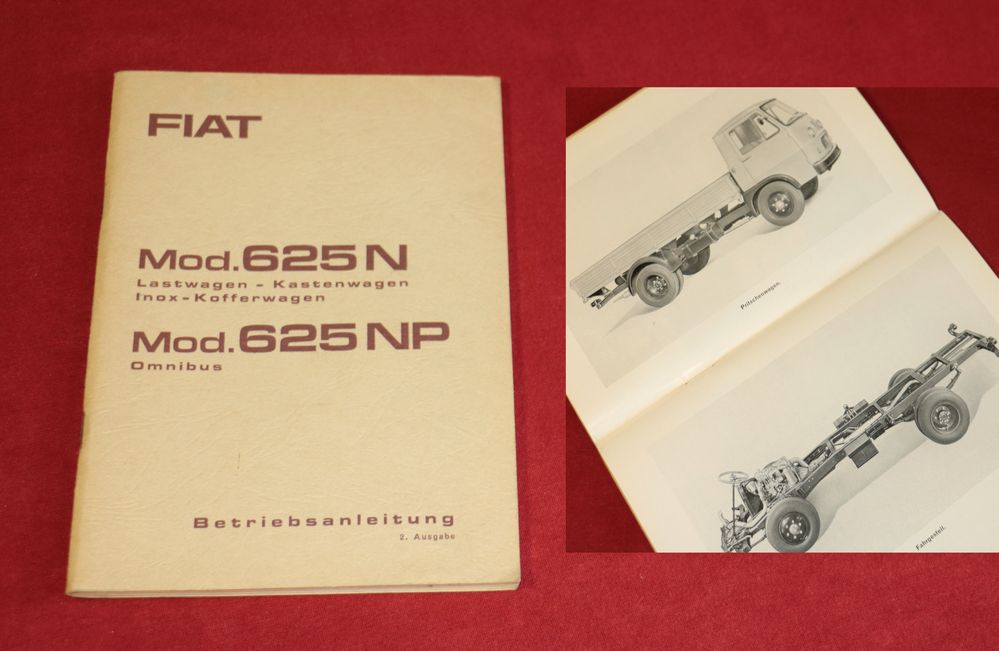 FIAT
Mod. 625 N
Lastwagen - Kastenwagen
Inox - Kofferwagen
Mod. 625 NP
Omnibus
Betriebsanleitung
2. Ausgabe
Pritschenwagen.
Fahrgestell.